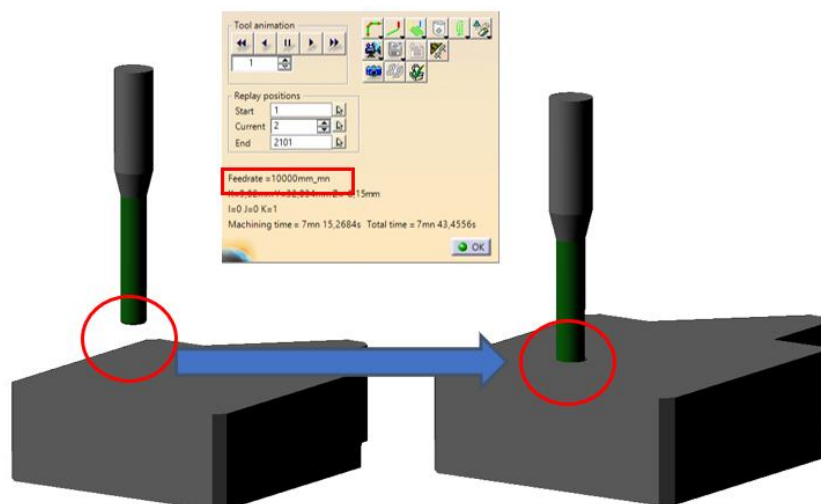 Tool animation
1
Replay positions
Start 1
Current 2
End 2101
Feedrate =10000mm_mn
I=0 J=0 K=1
Machining time = 7mn 15,2684s Total time = 7mn 43,4556s
OK